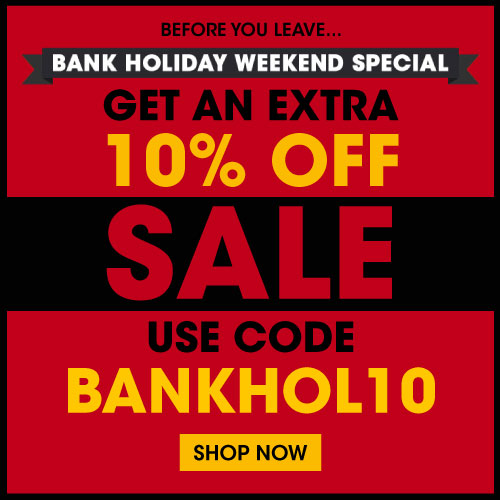 BEFORE YOU LEAVE...
BANK HOLIDAY WEEKEND SPECIAL
GET AN EXTRA
10% OFF
SALE
USE CODE
BANKHOL10
SHOP NOW